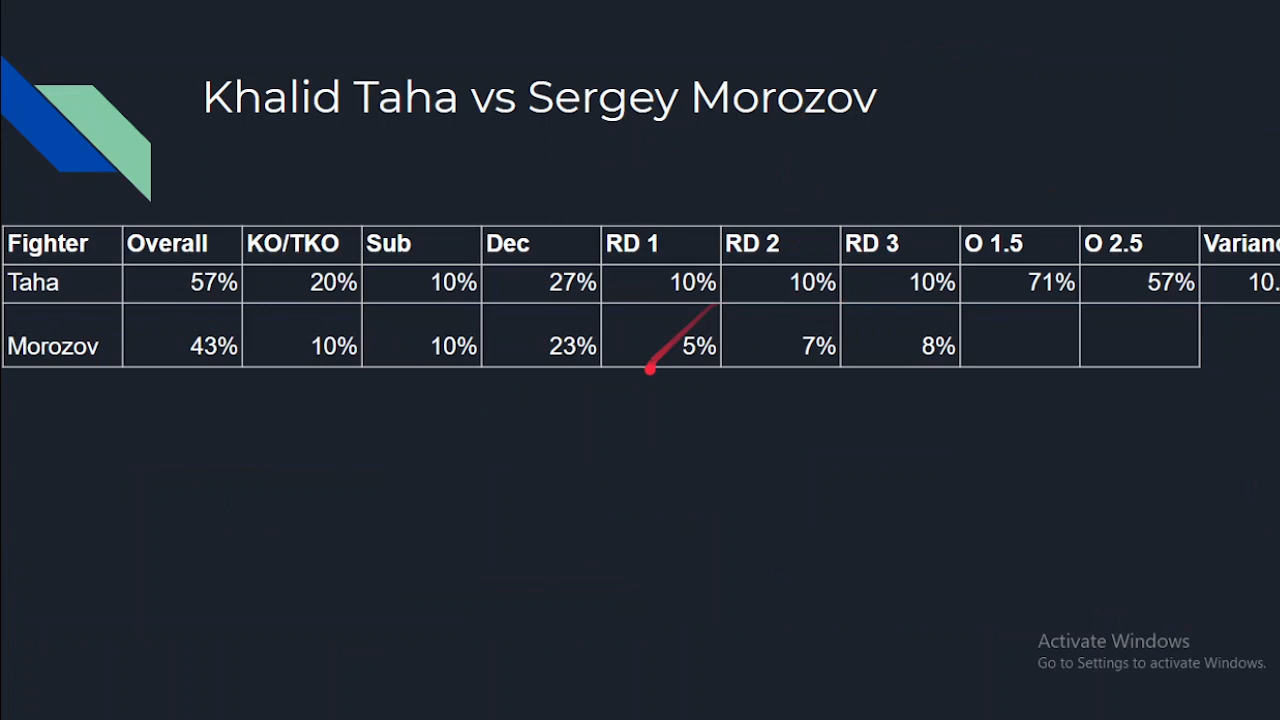 Khalid Taha vs Sergey Morozov
Fighter Overall KO/TKO Sub Dec RD 1 RD 2 RD 3 O 1.5 O 2.5
Taha 57% 20% 10% 27% 10% 10% 10% 71% 57% 10.
Morozov 43% 10% 10% 23% 5% 7% 8%
Activate Windows
Go to Settings to activate Windows.